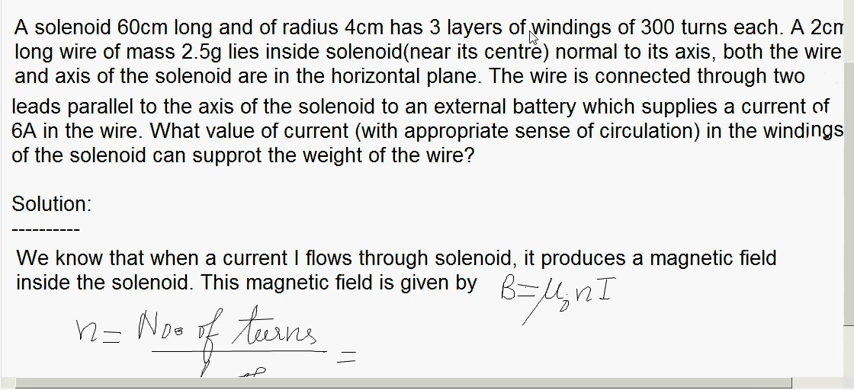 A solenoid 60cm long and of radius 4cm has 3 layers of windings of 300 turns each. A 2cm
long wire of mass 2.5g lies inside solenoid(near its centre) normal to its axis, both the wire
and axis of the solenoid are in the horizontal plane. The wire is connected through two
leads parallel to the axis of the solenoid to an external battery which supplies a current of
6A in the wire. What value of current (with appropriate sense of circulation) in the windings
of the solenoid can supprot the weight of the wire?
Solution:
----------
We know that when a current I flows through solenoid, it produces a magnetic field
inside the solenoid. This magnetic field is given by B=μ₀nI
n= No. of turns
=